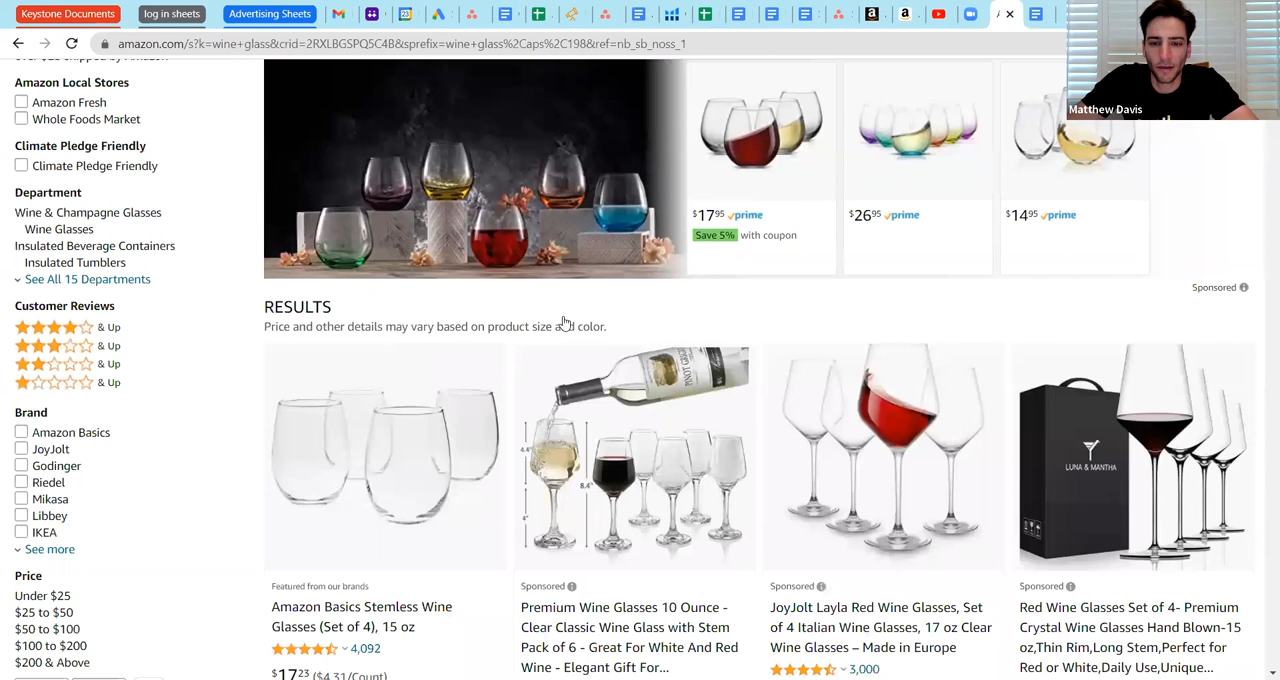 Keystone Documents
log in sheets
Advertising Sheets
amazon.com/s?k=wine+glass&crid=2RXLBGSPQ5C4B&sprefix=wine+glass%2Caps%2C198&ref=nb_sb_noss_1
Matthew Davis
Amazon Local Stores
Amazon Fresh
Whole Foods Market
Climate Pledge Friendly
Climate Pledge Friendly
Department
Wine & Champagne Glasses
Wine Glasses
Insulated Beverage Containers
Insulated Tumblers
See All 15 Departments
Customer Reviews
& Up
& Up
& Up
& Up
Brand
Amazon Basics
JoyJolt
Godinger
Riedel
Mikasa
Libbey
IKEA
See more
Price
Under $25
$25 to $50
$50 to $100
$100 to $200
$200 & Above
$17 95 prime
Save 5% with coupon
$26 95 prime
$14 95 prime
Sponsored
RESULTS
Price and other details may vary based on product size and color.
PINOT GRIGIO
4.4"
8.4"
4"
LUNA & MANTHA
Featured from our brands
Amazon Basics Stemless Wine
Glasses (Set of 4), 15 oz
4,092
$17 23 ($4.31/Count)
Sponsored
Premium Wine Glasses 10 Ounce -
Clear Classic Wine Glass with Stem
Pack of 6 - Great For White And Red
Wine - Elegant Gift For...
Sponsored
JoyJolt Layla Red Wine Glasses, Set
of 4 Italian Wine Glasses, 17 oz Clear
Wine Glasses – Made in Europe
3,000
Sponsored
Red Wine Glasses Set of 4- Premium
Crystal Wine Glasses Hand Blown-15
oz,Thin Rim,Long Stem,Perfect for
Red or White,Daily Use,Unique...